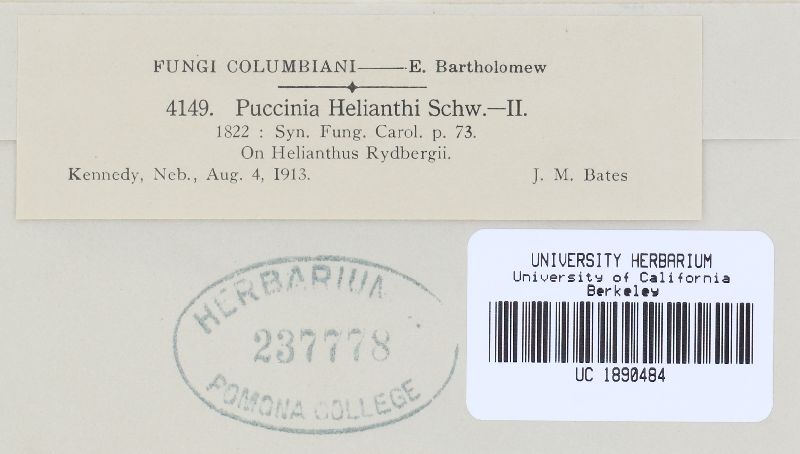 FUNGI COLUMBIANI——E. Bartholomew
4149. Puccinia Helianthi Schw.—II.
1822 : Syn. Fung. Carol. p. 73.
On Helianthus Rydbergii.
Kennedy, Neb., Aug. 4, 1913. J. M. Bates
HERBARIUM
237778
POMONA COLLEGE
UNIVERSITY HERBARIUM
University of California
Berkeley
UC 1890484